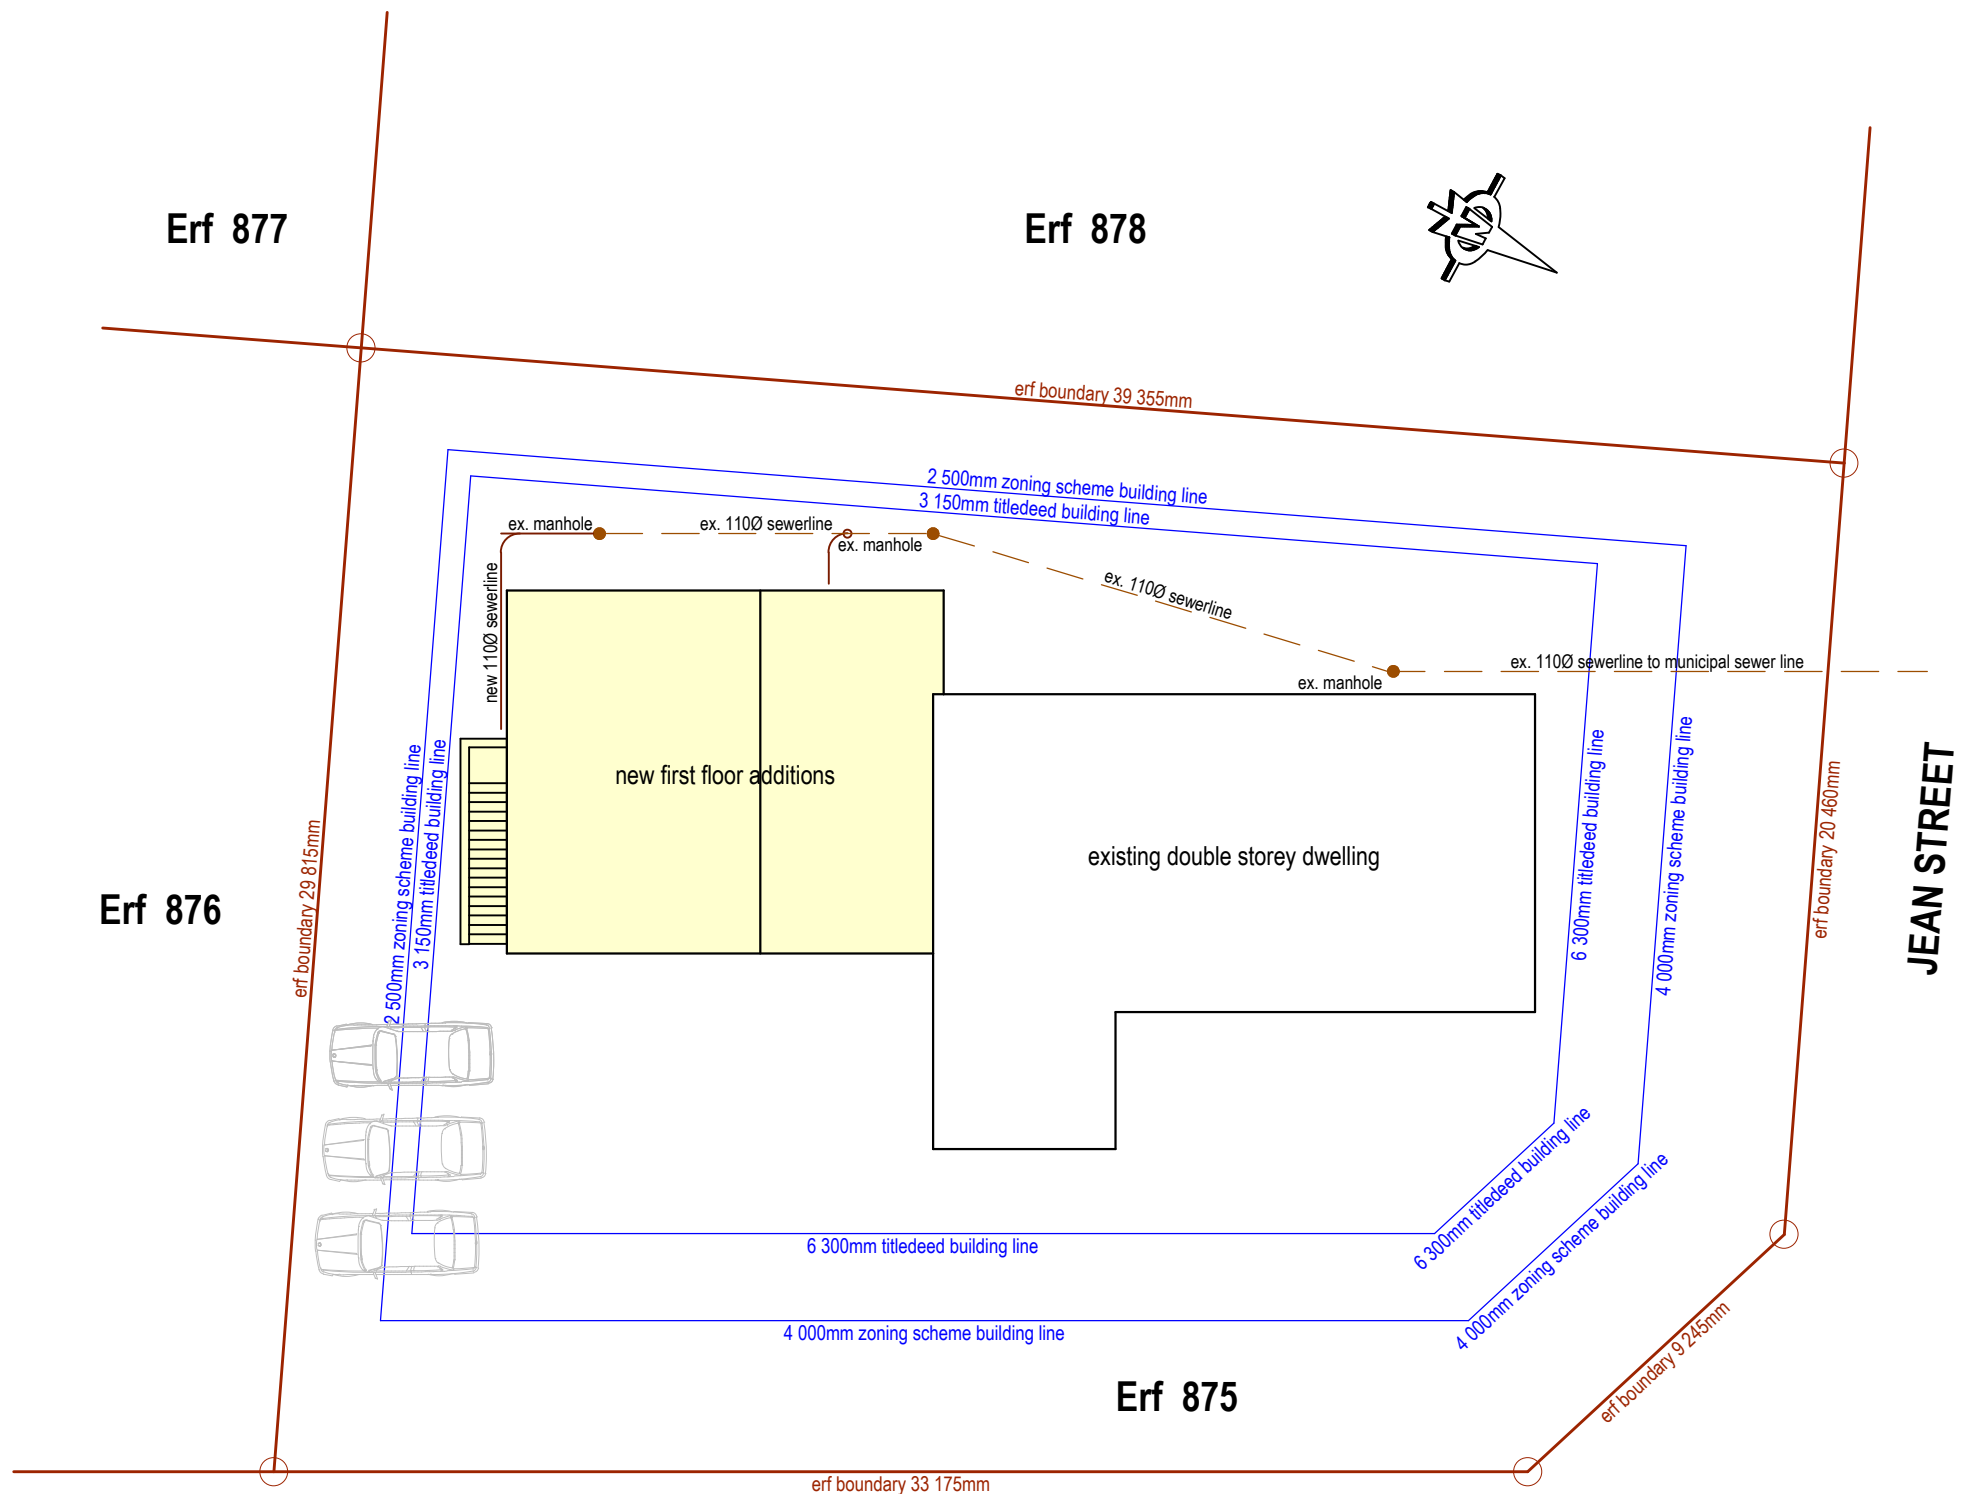 Erf 877
Erf 878
N
erf boundary 39 355mm
2 500mm zoning scheme building line
3 150mm titledeed building line
ex. manhole
ex. 110Ø sewerline
ex. manhole
ex. 110Ø sewerline
new 110Ø sewerline
ex. 110Ø sewerline to municipal sewer line
ex. manhole
new first floor additions
existing double storey dwelling
2 500mm zoning scheme building line
3 150mm titledeed building line
6 300mm titledeed building line
4 000mm zoning scheme building line
erf boundary 20 460mm
JEAN STREET
erf boundary 29 815mm
Erf 876
6 300mm titledeed building line
6 300mm titledeed building line
4 000mm zoning scheme building line
4 000mm zoning scheme building line
Erf 875
erf boundary 9 245mm
erf boundary 33 175mm